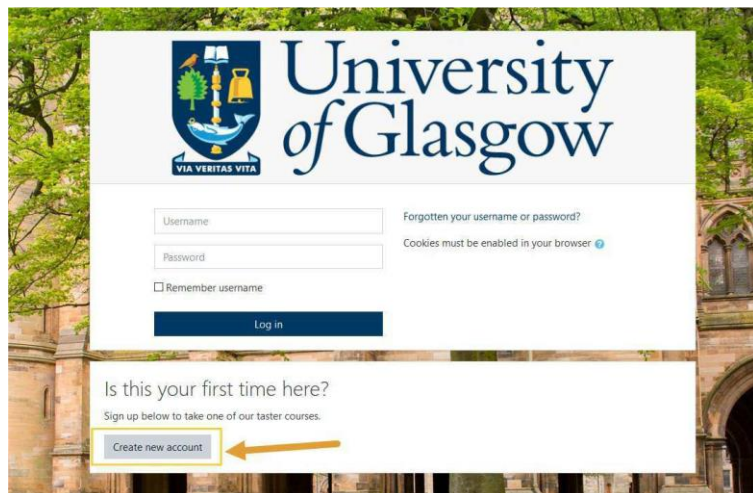 University
of Glasgow
VIA VERITAS VITA
Username
Password
Remember username
Log in
Forgotten your username or password?
Cookies must be enabled in your browser ?
Is this your first time here?
Sign up below to take one of our taster courses.
Create new account